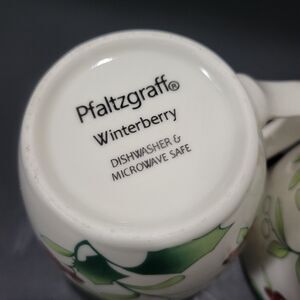 Pfaltzgraff®
Winterberry
DISHWASHER &
MICROWAVE SAFE